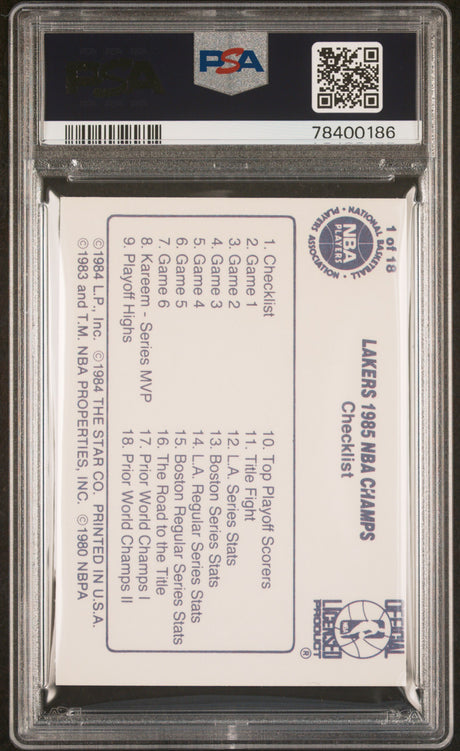 PSA
PSA
78400186
1 of 18
NATIONAL BASKETBALL PLAYERS ASSOCIATION
NBA
PLAYERS
LAKERS 1985 NBA CHAMPS
Checklist
OFFICIAL
LICENSED
PRODUCT
®
1. Checklist
2. Game 1
3. Game 2
4. Game 3
5. Game 4
6. Game 5
7. Game 6
8. Kareem - Series MVP
9. Playoff Highs
10. Top Playoff Scorers
11. Title Fight
12. L.A. Series Stats
13. Boston Series Stats
14. L.A. Regular Series Stats
15. Boston Regular Series Stats
16. The Road to the Title
17. Prior World Champs I
18. Prior World Champs II
©1984 L.P., Inc. ©1984 THE STAR CO. PRINTED IN U.S.A.
©1983 and T.M. NBA PROPERTIES, INC. ©1980 NBPA